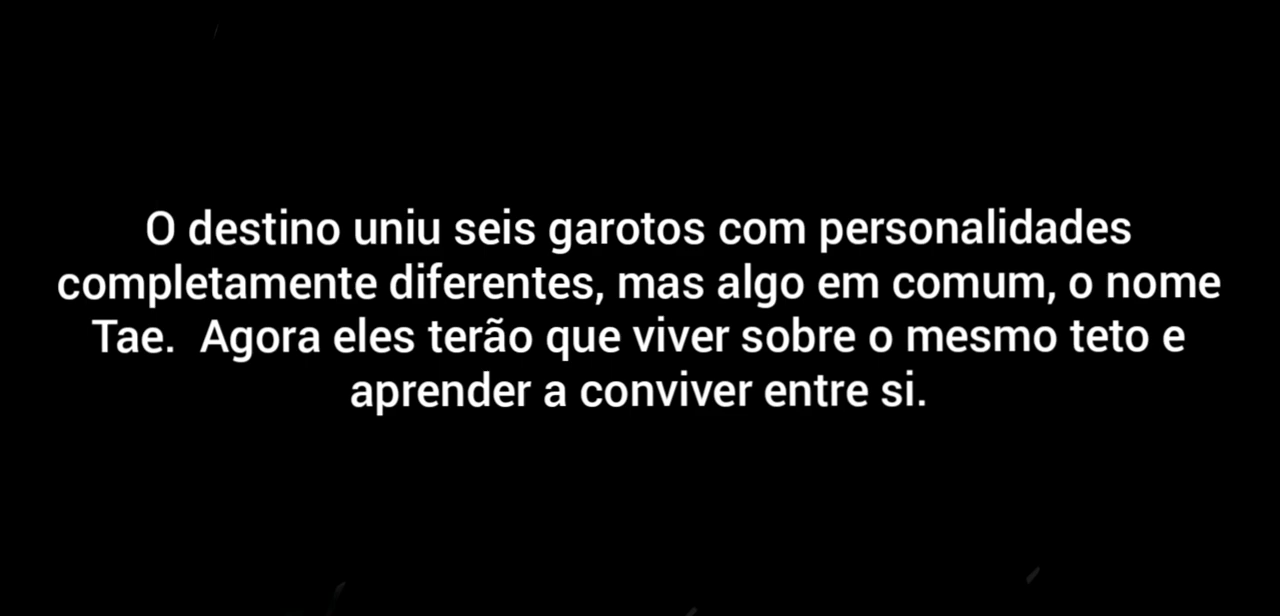 O destino uniu seis garotos com personalidades
completamente diferentes, mas algo em comum, o nome
Tae.  Agora eles terão que viver sobre o mesmo teto e
aprender a conviver entre si.